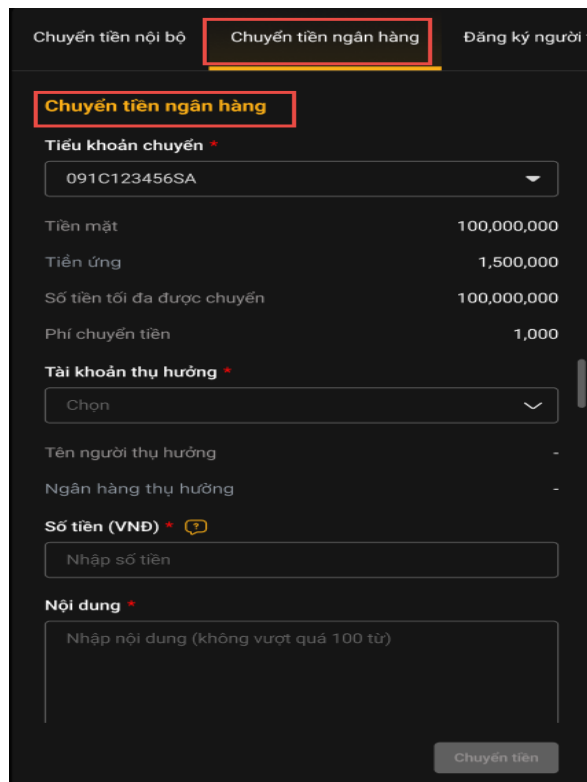 Chuyển tiền nội bộ Chuyển tiền ngân hàng Đăng ký người
Chuyển tiền ngân hàng
Tiểu khoản chuyển *
091C123456SA
Tiền mặt 100,000,000
Tiền ứng 1,500,000
Số tiền tối đa được chuyển 100,000,000
Phí chuyển tiền 1,000
Tài khoản thụ hưởng *
Chọn
Tên người thụ hưởng -
Ngân hàng thụ hưởng -
Số tiền (VNĐ) * ?
Nhập số tiền
Nội dung *
Nhập nội dung (không vượt quá 100 từ)
Chuyển tiền